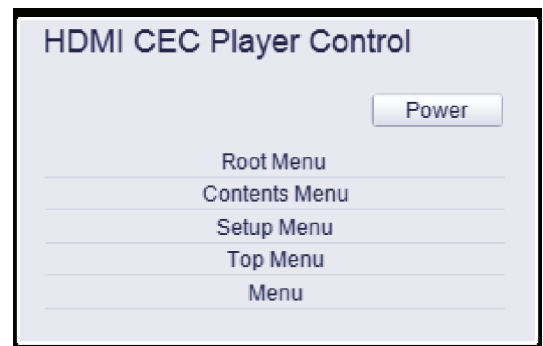 HDMI CEC Player Control
Power
Root Menu
Contents Menu
Setup Menu
Top Menu
Menu